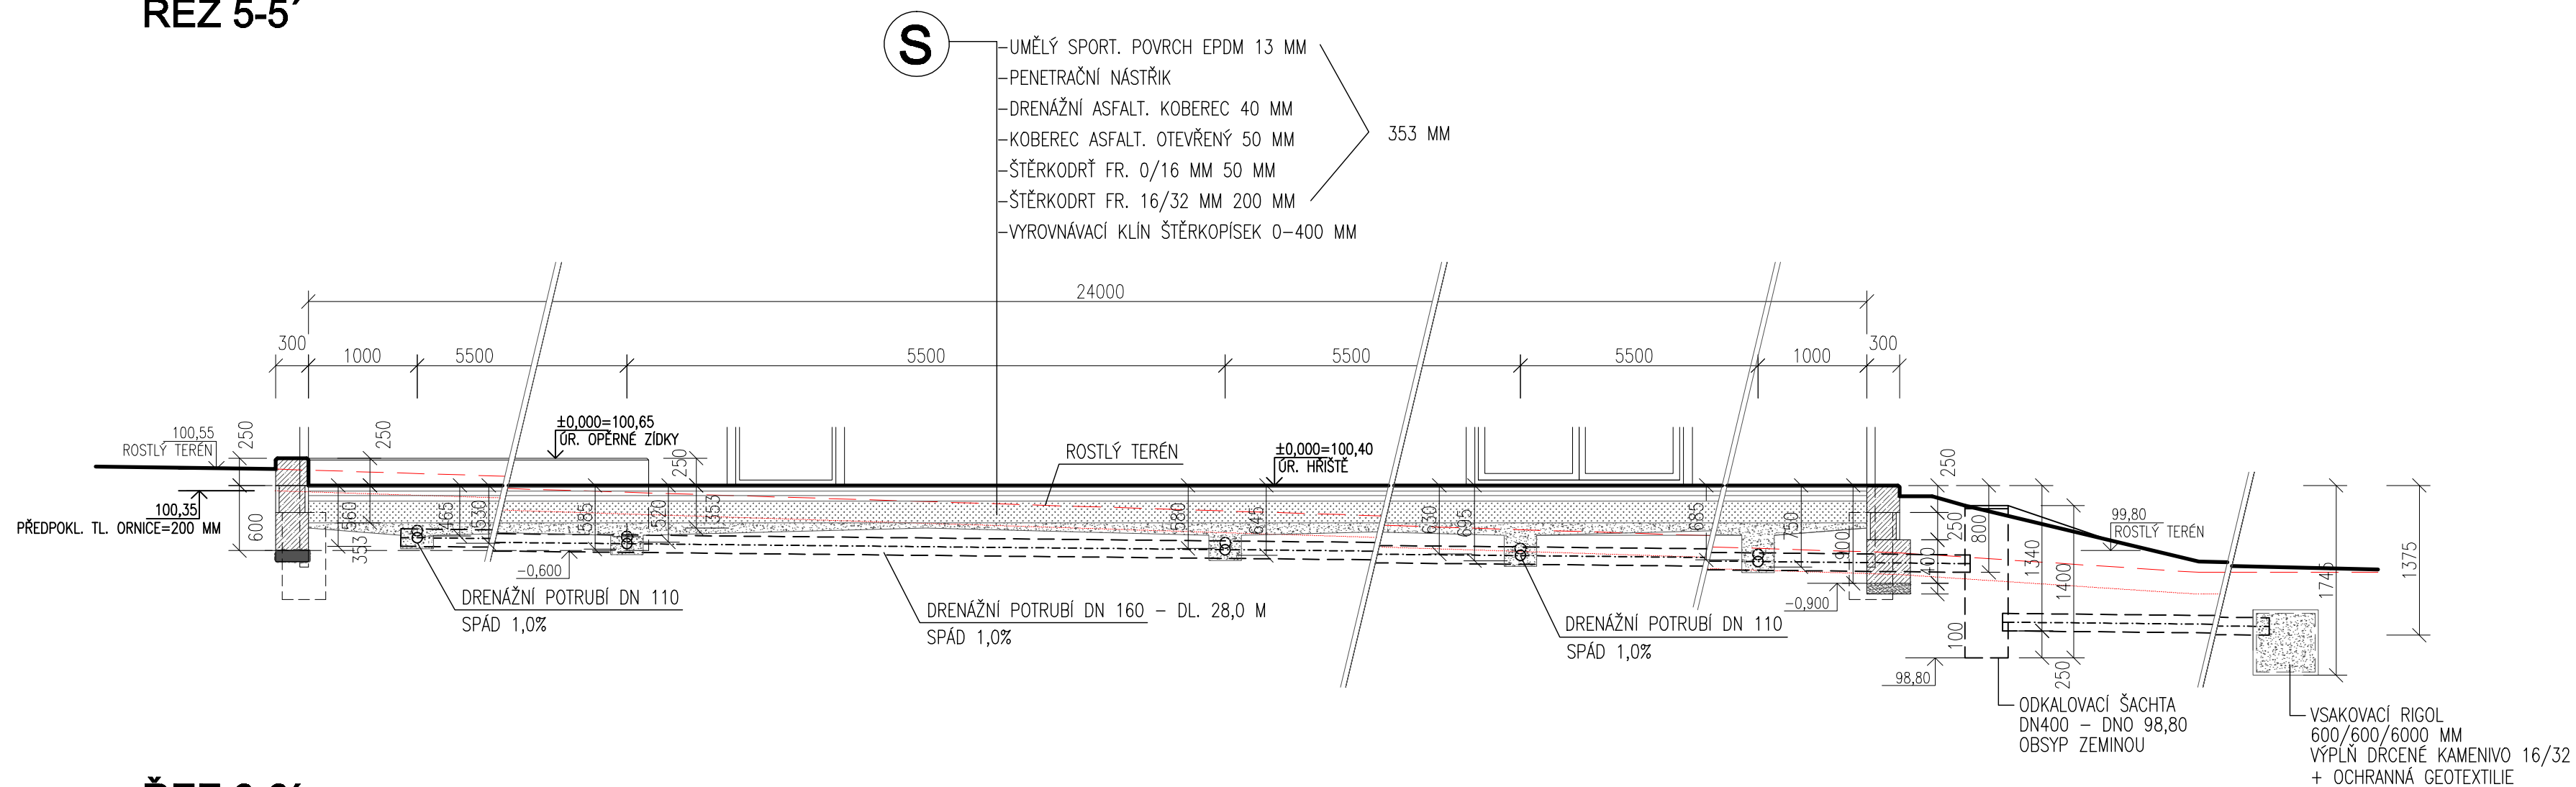 ŘEZ 5-5´
S
UMĚLÝ SPORT. POVRCH EPDM 13 MM
PENETRAČNÍ NÁSTŘIK
DRENÁŽNÍ ASFALT. KOBEREC 40 MM
KOBEREC ASFALT. OTEVŘENÝ 50 MM
ŠTĚRKODRŤ FR. 0/16 MM 50 MM
ŠTĚRKODRT FR. 16/32 MM 200 MM
VYROVNÁVACÍ KLÍN ŠTĚRKOPÍSEK 0-400 MM
353 MM
24000
300 1000 5500 5500 5500 5500 1000 300
100,55
ROSTLÝ TERÉN
250
250
±0,000=100,65
ÚR. OPĚRNÉ ZÍDKY
250
ROSTLÝ TERÉN
±0,000=100,40
ÚR. HŘIŠTĚ
250
100,35
PŘEDPOKL. TL. ORNICE=200 MM
600
560
353
465
530
585
520
353
580
645
630
695
685
750
900
250
400
800
1340
1400
99,80
ROSTLÝ TERÉN
1745
1375
-0,600
-0,900
100
98,80
250
DRENÁŽNÍ POTRUBÍ DN 110
SPÁD 1,0%
DRENÁŽNÍ POTRUBÍ DN 160 - DL. 28,0 M
SPÁD 1,0%
DRENÁŽNÍ POTRUBÍ DN 110
SPÁD 1,0%
ODKALOVACÍ ŠACHTA
DN400 - DNO 98,80
OBSYP ZEMINOU
VSAKOVACÍ RIGOL
600/600/6000 MM
VÝPLŇ DRCENÉ KAMENIVO 16/32
+ OCHRANNÁ GEOTEXTILIE